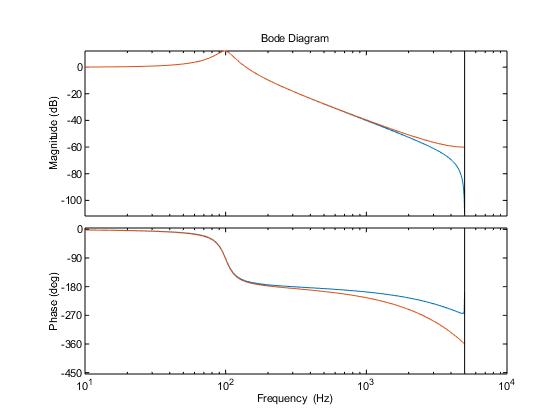 Bode Diagram
Magnitude (dB)
0
-20
-40
-60
-80
-100
Phase (deg)
0
-90
-180
-270
-360
-450
10^1 10^2 10^3 10^4
Frequency (Hz)